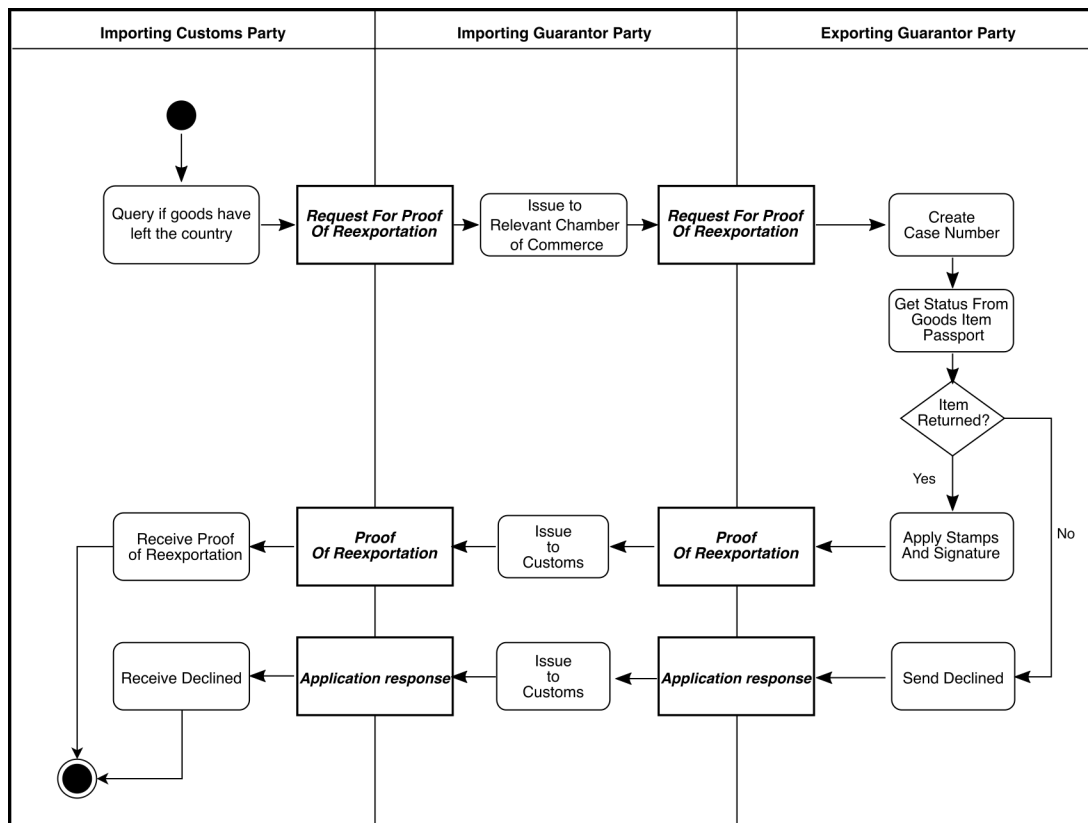 Importing Customs Party
Importing Guarantor Party
Exporting Guarantor Party
Query if goods have
left the country
Request For Proof
Of Reexportation
Issue to
Relevant Chamber
of Commerce
Request For Proof
Of Reexportation
Create
Case Number
Get Status From
Goods Item
Passport
Item
Returned?
Yes
No
Receive Proof
of Reexportation
Proof
Of Reexportation
Issue
to
Customs
Proof
Of Reexportation
Apply Stamps
And Signature
Receive Declined
Application response
Issue
to
Customs
Application response
Send Declined